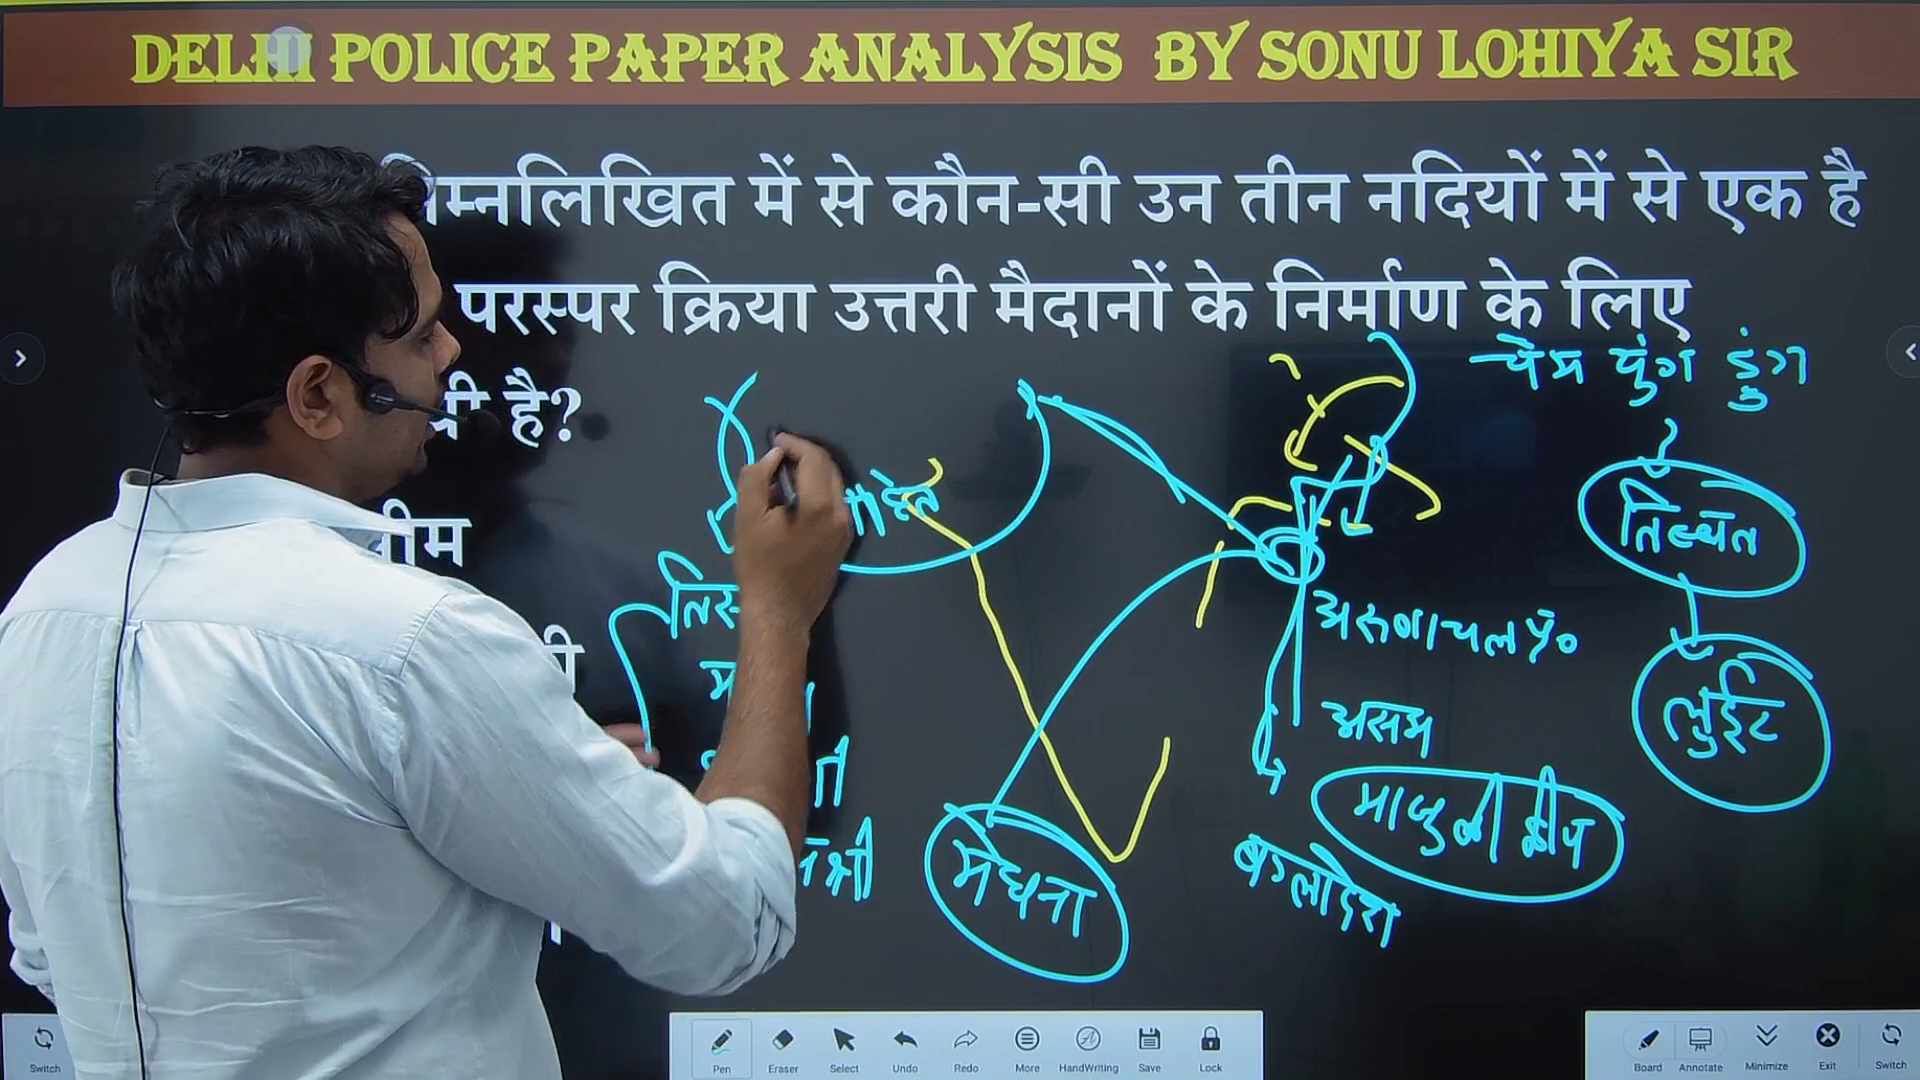 DELHI POLICE PAPER ANALYSIS BY SONU LOHIYA SIR
निम्नलिखित में से कौन-सी उन तीन नदियों में से एक है
परस्पर क्रिया उत्तरी मैदानों के निर्माण के लिए
है?
चेम युंग डुंग
तिब्बत
अरुणाचल प्र०
लुईट
असम
माजुली द्वीप
मेघना
बंग्लादेश
Switch
Pen
Eraser
Select
Undo
Redo
More
HandWriting
Save
Lock
Board
Annotate
Minimize
Exit
Switch